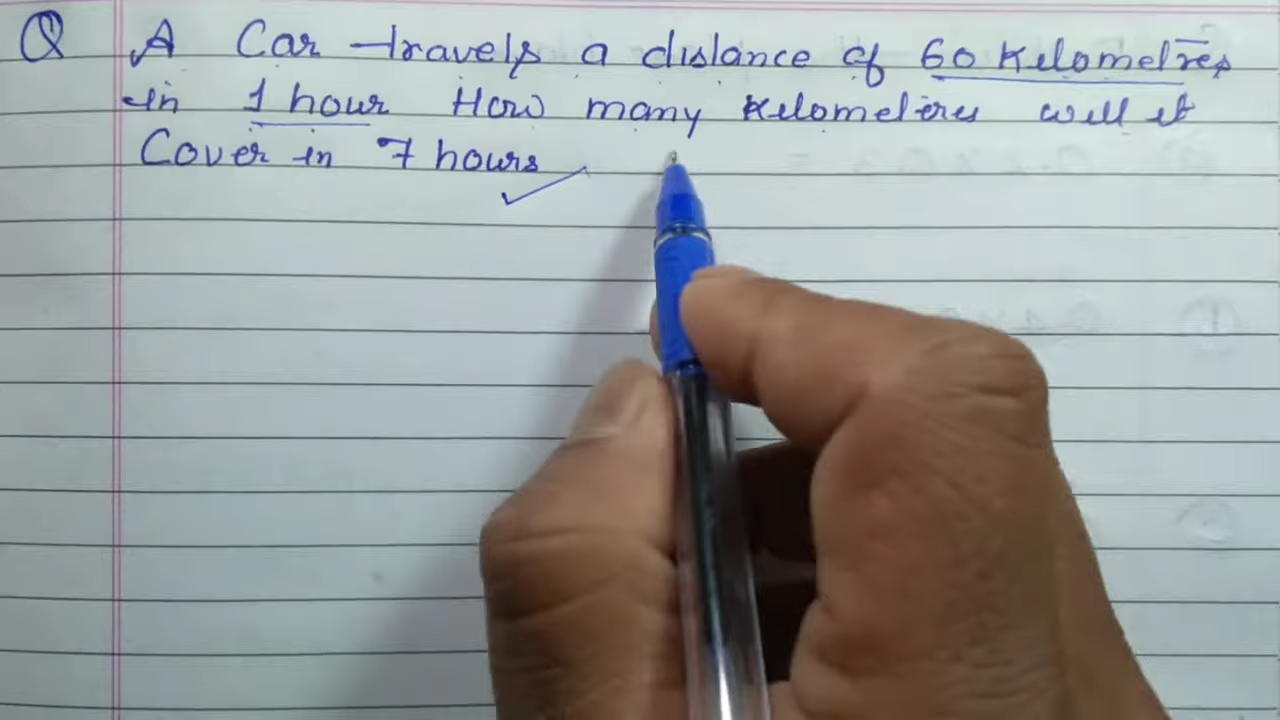 Q A Car travels a distance of 60 Kilometres
in 1 hour How many Kilometres will it
Cover in 7 hours